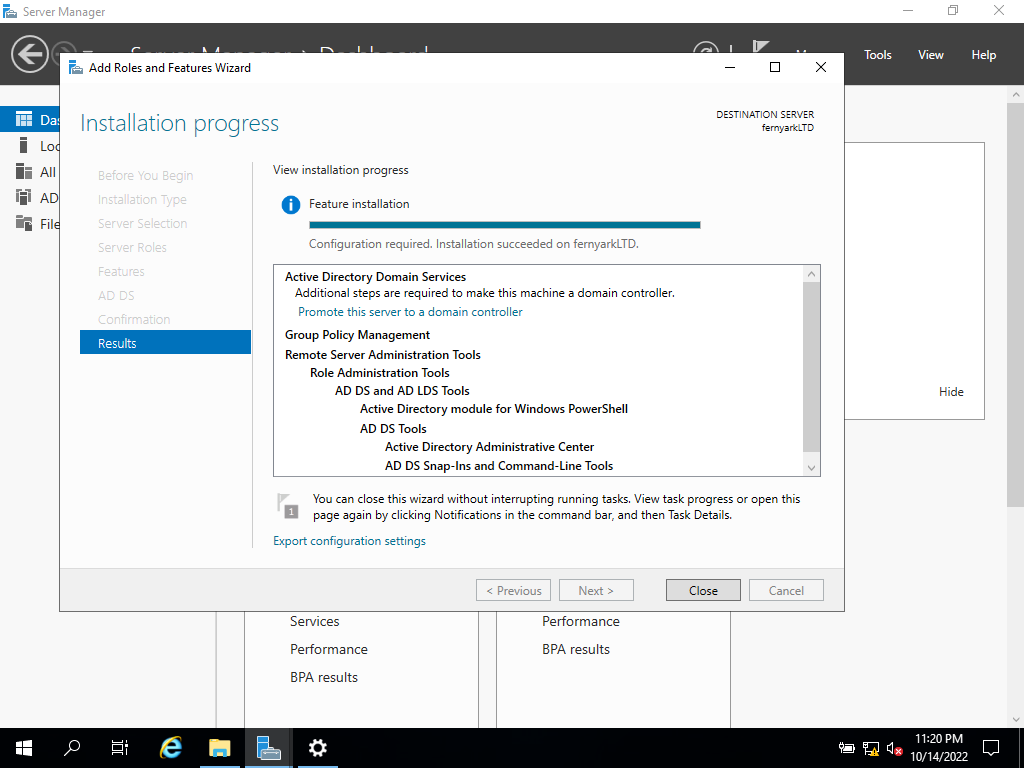 Server Manager
Server Manager › Dashboard
Tools View Help
Add Roles and Features Wizard
Installation progress
DESTINATION SERVER
fernyarkLTD
Before You Begin
Installation Type
Server Selection
Server Roles
Features
AD DS
Confirmation
Results
View installation progress
Feature installation
Configuration required. Installation succeeded on fernyarkLTD.
Active Directory Domain Services
Additional steps are required to make this machine a domain controller.
Promote this server to a domain controller
Group Policy Management
Remote Server Administration Tools
Role Administration Tools
AD DS and AD LDS Tools
Active Directory module for Windows PowerShell
AD DS Tools
Active Directory Administrative Center
AD DS Snap-Ins and Command-Line Tools
1
You can close this wizard without interrupting running tasks. View task progress or open this
page again by clicking Notifications in the command bar, and then Task Details.
Export configuration settings
< Previous
Next >
Close
Cancel
Das
Loc
All
AD
File
Hide
Services
Performance
BPA results
Performance
BPA results
11:20 PM
10/14/2022